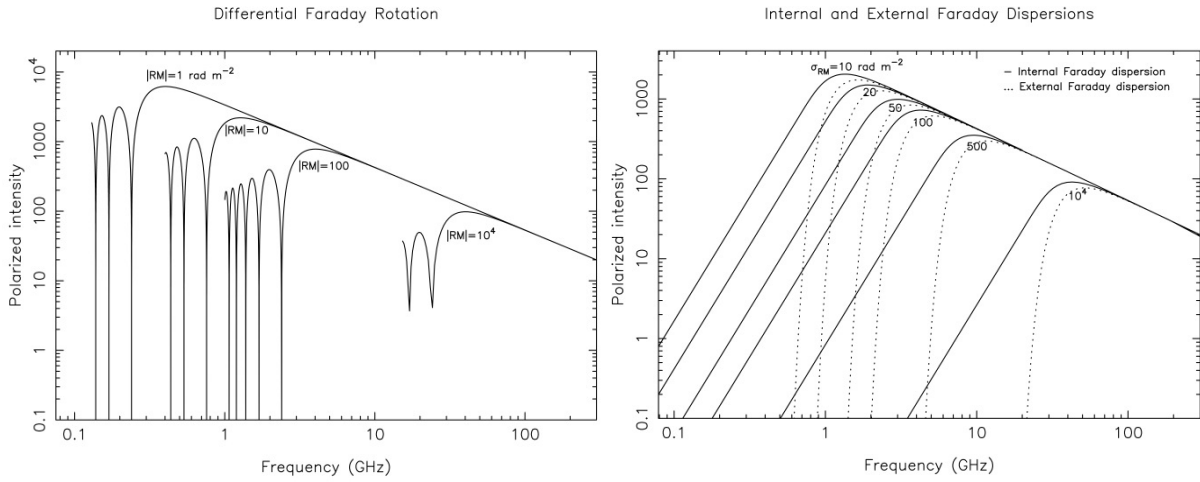 Differential Faraday Rotation
Polarized intensity
10⁴
1000
100
10
1
0.1
|RM|=1 rad m⁻²
|RM|=10
|RM|=100
|RM|=10⁴
0.1
1
10
100
Frequency (GHz)
Internal and External Faraday Dispersions
Polarized intensity
1000
100
10
1
0.1
σRM=10 rad m⁻²
20
50
100
500
10⁴
– Internal Faraday dispersion
... External Faraday dispersion
0.1
1
10
100
Frequency (GHz)